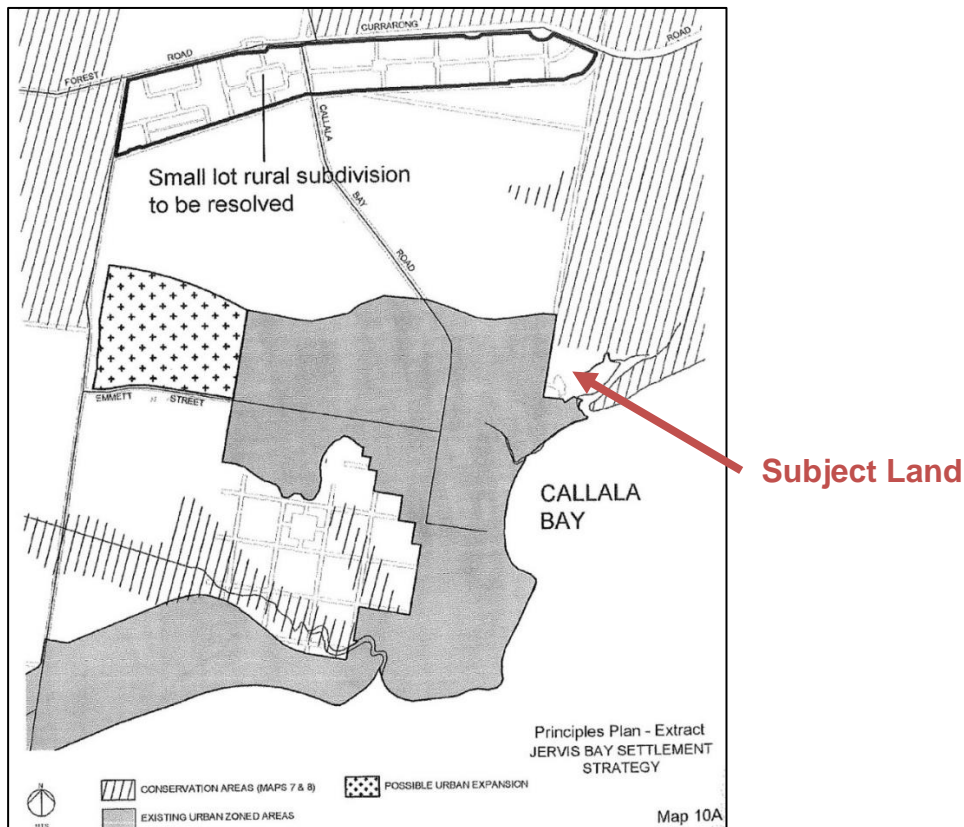 CURRARONG
ROAD
ROAD
FOREST
CALLALA
BAY
ROAD
Small lot rural subdivision
to be resolved
EMMETT STREET
Subject Land
CALLALA
BAY
Principles Plan - Extract
JERVIS BAY SETTLEMENT
STRATEGY
N
CONSERVATION AREAS (MAPS 7 & 8)
POSSIBLE URBAN EXPANSION
EXISTING URBAN ZONED AREAS
Map 10A